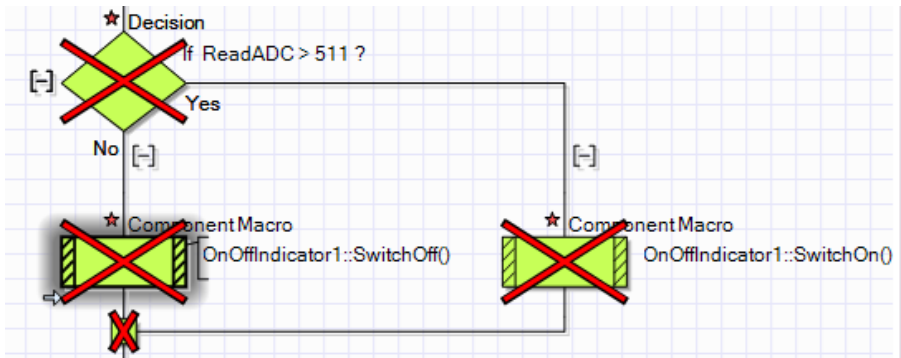 Decision
If ReadADC > 511 ?
[-]
Yes
No
[-]
[-]
Component Macro
OnOffIndicator1::SwitchOff()
Component Macro
OnOffIndicator1::SwitchOn()